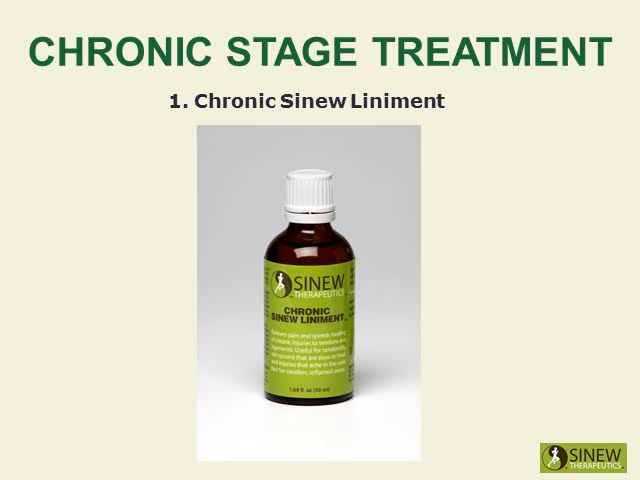 CHRONIC STAGE TREATMENT
1. Chronic Sinew Liniment
SINEW
THERAPEUTICS
CHRONIC
SINEW LINIMENT
Relieves pain and speeds healing
of chronic injuries to tendons and
ligaments. Useful for tendonitis,
old sprains that are slow to heal
and injuries that ache in the cold.
Not for swollen, inflamed areas.
1.69 fl. oz (50 ml)
SINEW
THERAPEUTICS